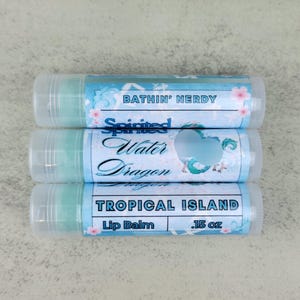 BATHIN' NERDY
Spirited
Water
Dragon
TROPICAL ISLAND
Lip Balm .15 oz